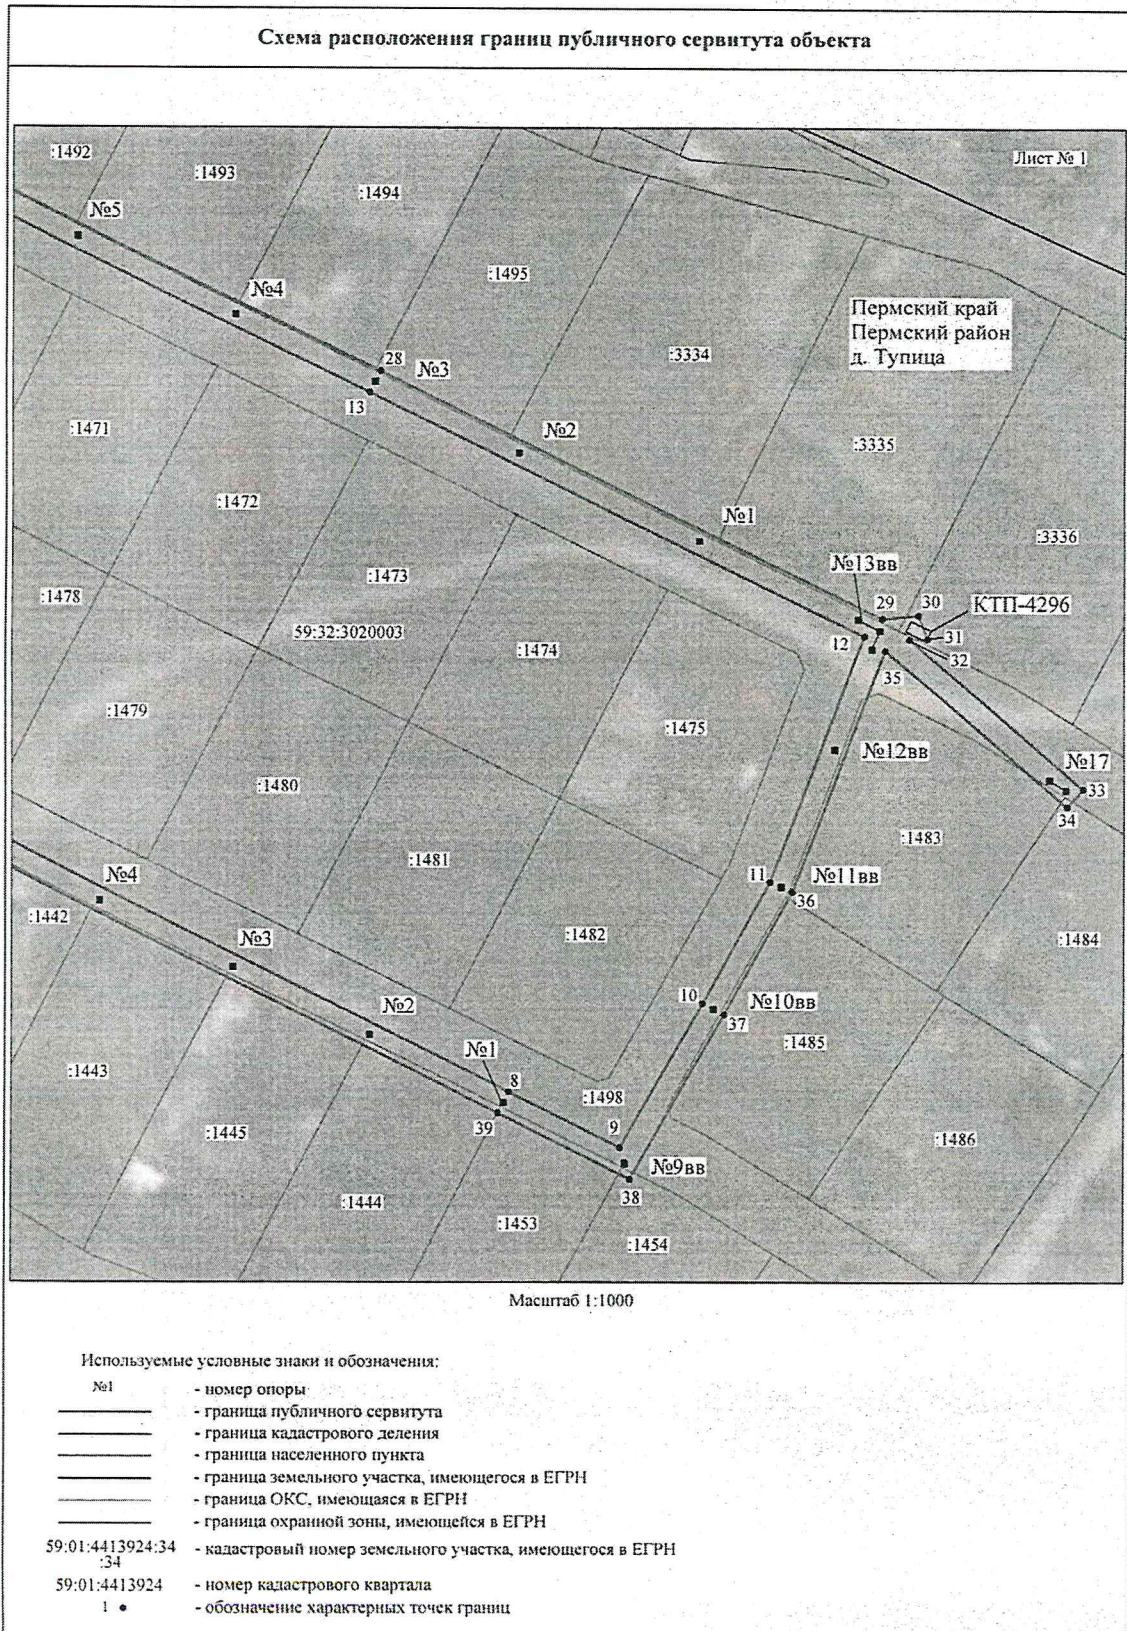 Схема расположения границ публичного сервитута объекта
Лист № 1
:1492
:1493
:1494
№5
:1495
№4
Пермский край
Пермский район
д. Тупица
:3334
28
№3
13
:1471
№2
:3335
:1472
№1
:3336
№13вв
:1473
:1478
29
30
КТП-4296
59:32:3020003
12
31
32
:1474
35
:1479
:1475
№12вв
№17
33
:1480
34
:1483
:1481
11
№11вв
№4
36
:1442
:1482
:1484
№3
10
№10вв
№2
37
:1485
№1
8
:1443
:1498
39
:1445
9
:1486
№9вв
38
:1444
:1453
:1454
Масштаб 1:1000
Используемые условные знаки и обозначения:
№1 - номер опоры
- граница публичного сервитута
- граница кадастрового деления
- граница населенного пункта
- граница земельного участка, имеющегося в ЕГРН
- граница ОКС, имеющаяся в ЕГРН
- граница охранной зоны, имеющейся в ЕГРН
59:01:4413924:34 - кадастровый номер земельного участка, имеющегося в ЕГРН
:34
59:01:4413924 - номер кадастрового квартала
1 - обозначение характерных точек границ